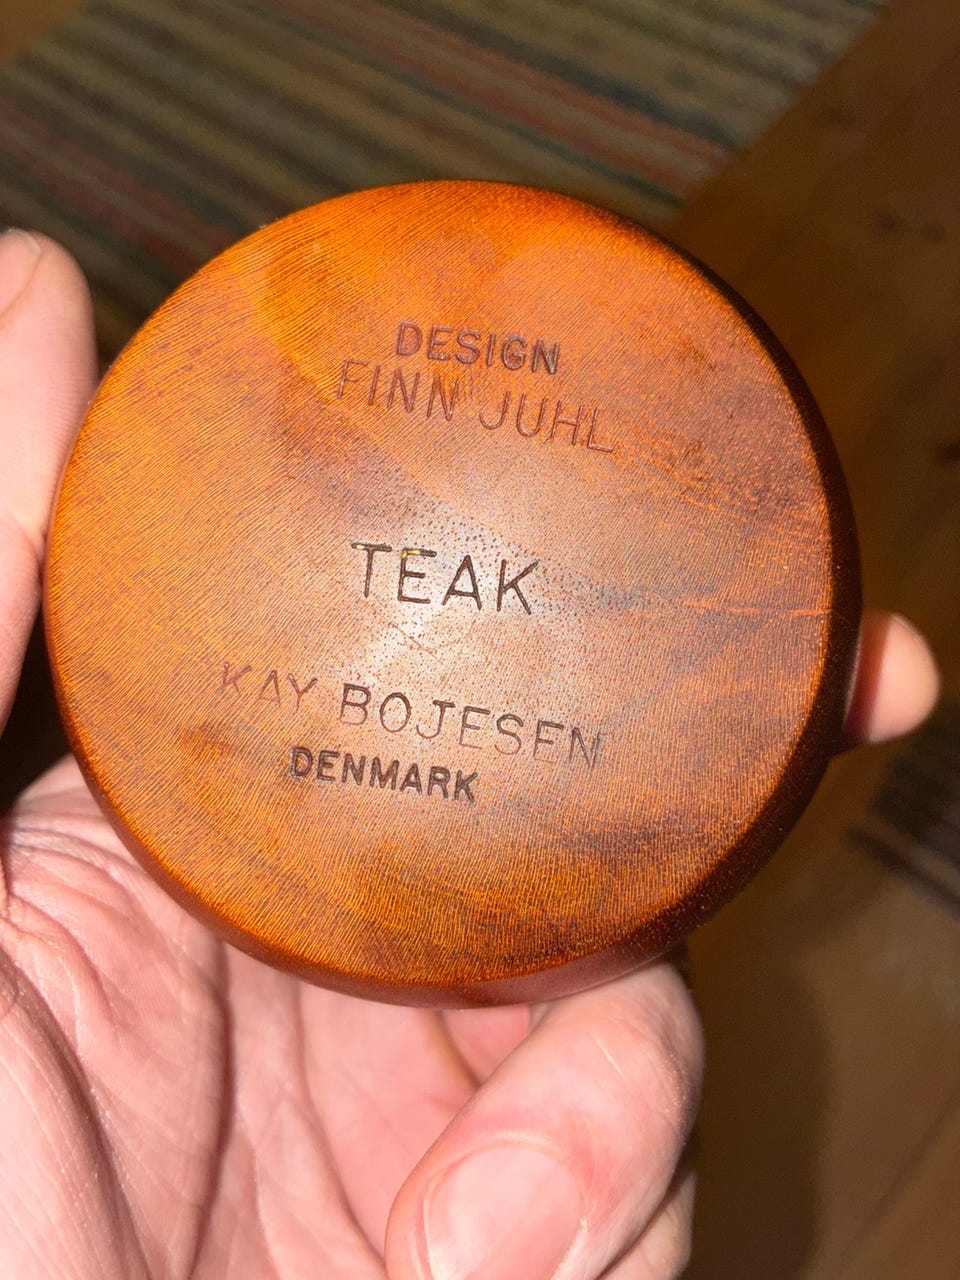 DESIGN
FINN JUHL
TEAK
KAY BOJESEN
DENMARK